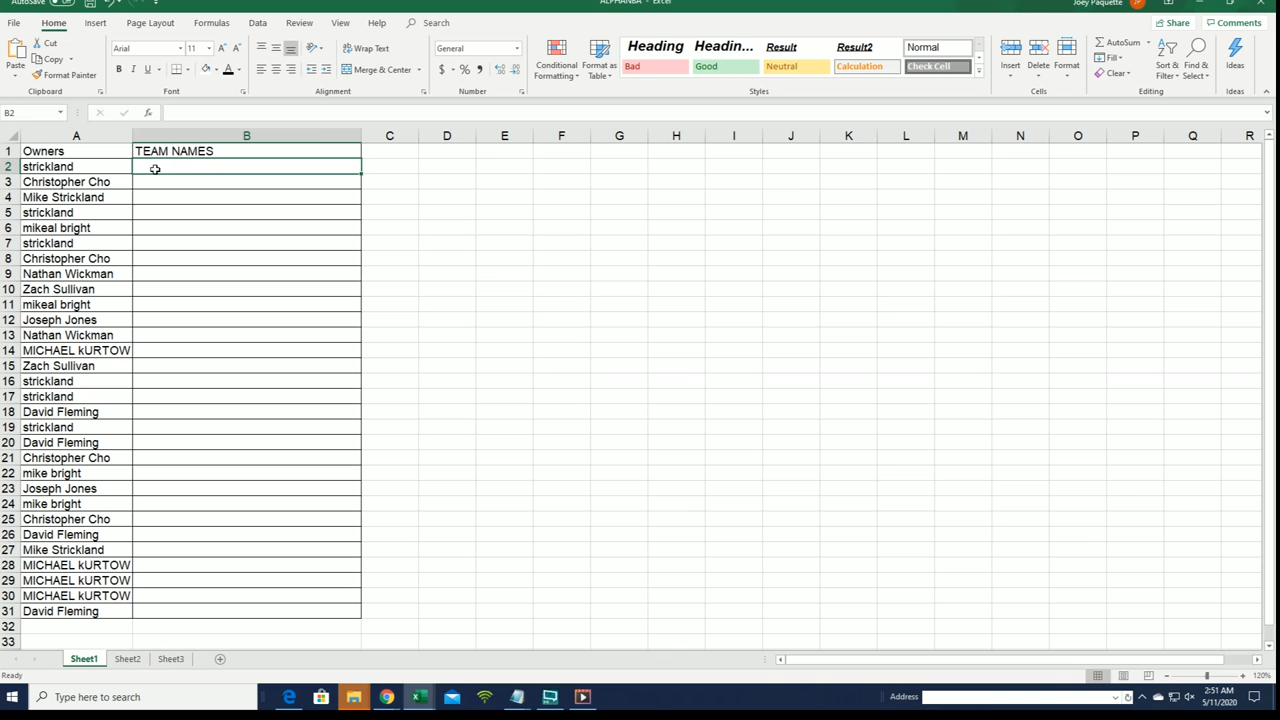 AutoSave Off ALPHANBA - Excel Joey Paquette JP
File Home Insert Page Layout Formulas Data Review View Help Search Share Comments
Cut Arial 11 A A Wrap Text General Heading Headin... Result Result2 Normal AutoSum
Paste Copy Conditional Formatting Format as Table Insert Delete Format Fill Sort & Filter Find & Select Ideas
Format Painter B I U A Merge & Center $ % , Bad Good Neutral Calculation Check Cell Clear
Clipboard Font Alignment Number Styles Cells Editing Ideas
B2 fx
A B C D E F G H I J K L M N O P Q R
1 Owners TEAM NAMES
2 strickland
3 Christopher Cho
4 Mike Strickland
5 strickland
6 mikeal bright
7 strickland
8 Christopher Cho
9 Nathan Wickman
10 Zach Sullivan
11 mikeal bright
12 Joseph Jones
13 Nathan Wickman
14 MICHAEL kURTOW
15 Zach Sullivan
16 strickland
17 strickland
18 David Fleming
19 strickland
20 David Fleming
21 Christopher Cho
22 mike bright
23 Joseph Jones
24 mike bright
25 Christopher Cho
26 David Fleming
27 Mike Strickland
28 MICHAEL kURTOW
29 MICHAEL kURTOW
30 MICHAEL kURTOW
31 David Fleming
32
33
Sheet1 Sheet2 Sheet3
Ready 120%
Type here to search Address 2:51 AM
5/11/2020